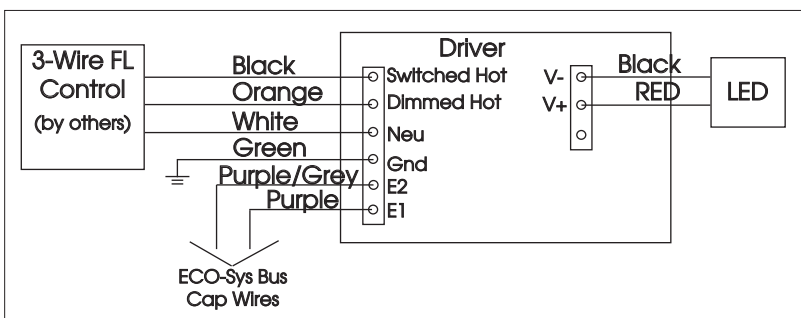 3-Wire FL
Control
(by others)
Black
Orange
White
Green
Purple/Grey
Purple
Driver
Switched Hot
Dimmed Hot
Neu
Gnd
E2
E1
V-
V+
Black
RED
LED
ECO-Sys Bus
Cap Wires